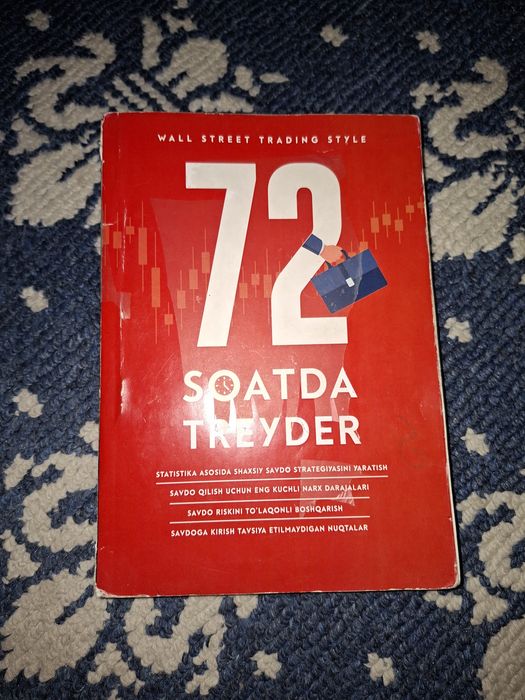 WALL STREET TRADING STYLE
72
SOATDA
TREYDER
STATISTIKA ASOSIDA SHAXSIY SAVDO STRATEGIYASINI YARATISH
SAVDO QILISH UCHUN ENG KUCHLI NARX DARAJALARI
SAVDO RISKINI TO'LAQONLI BOSHQARISH
SAVDOGA KIRISH TAVSIYA ETILMAYDIGAN NUQTALAR